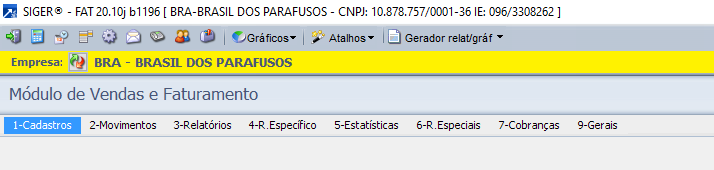 SIGER® - FAT 20.10j b1196 [ BRA-BRASIL DOS PARAFUSOS - CNPJ: 10.878.757/0001-36 IE: 096/3308262 ]
Gráficos Atalhos Gerador relat/gráf
Empresa: BRA - BRASIL DOS PARAFUSOS
Módulo de Vendas e Faturamento
1-Cadastros 2-Movimentos 3-Relatórios 4-R.Específico 5-Estatísticas 6-R.Especiais 7-Cobranças 9-Gerais